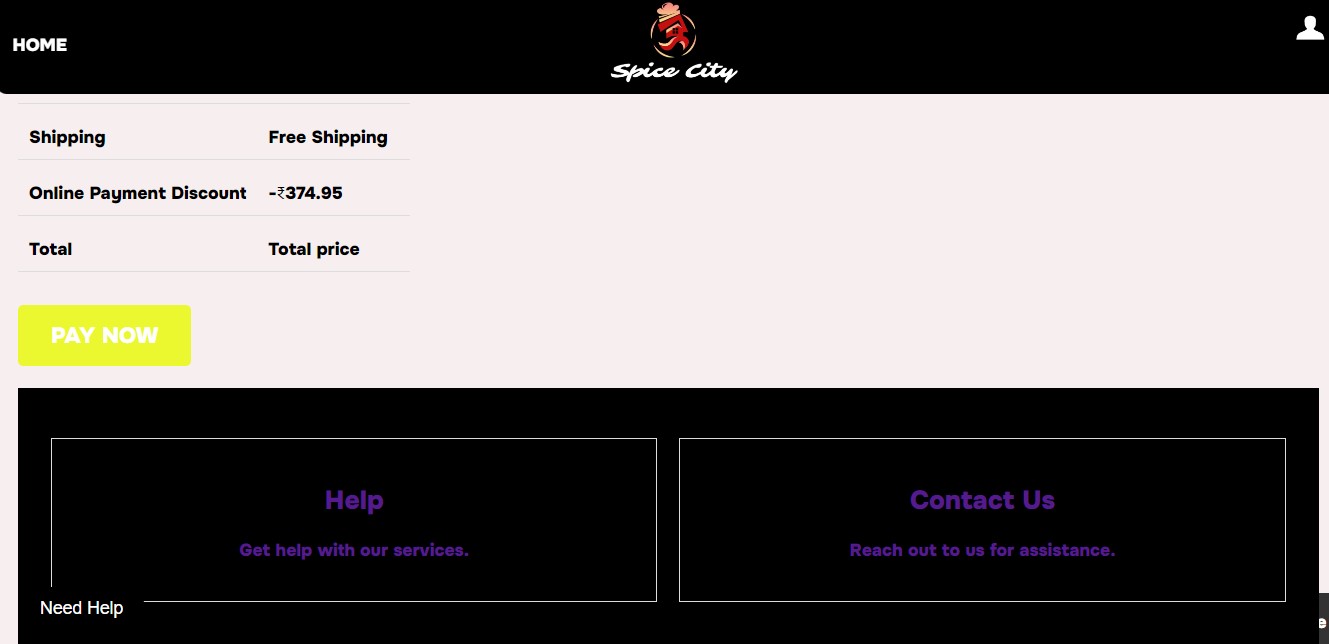 HOME
Spice City
Shipping Free Shipping
Online Payment Discount -₹374.95
Total Total price
PAY NOW
Help
Contact Us
Get help with our services.
Reach out to us for assistance.
Need Help
e